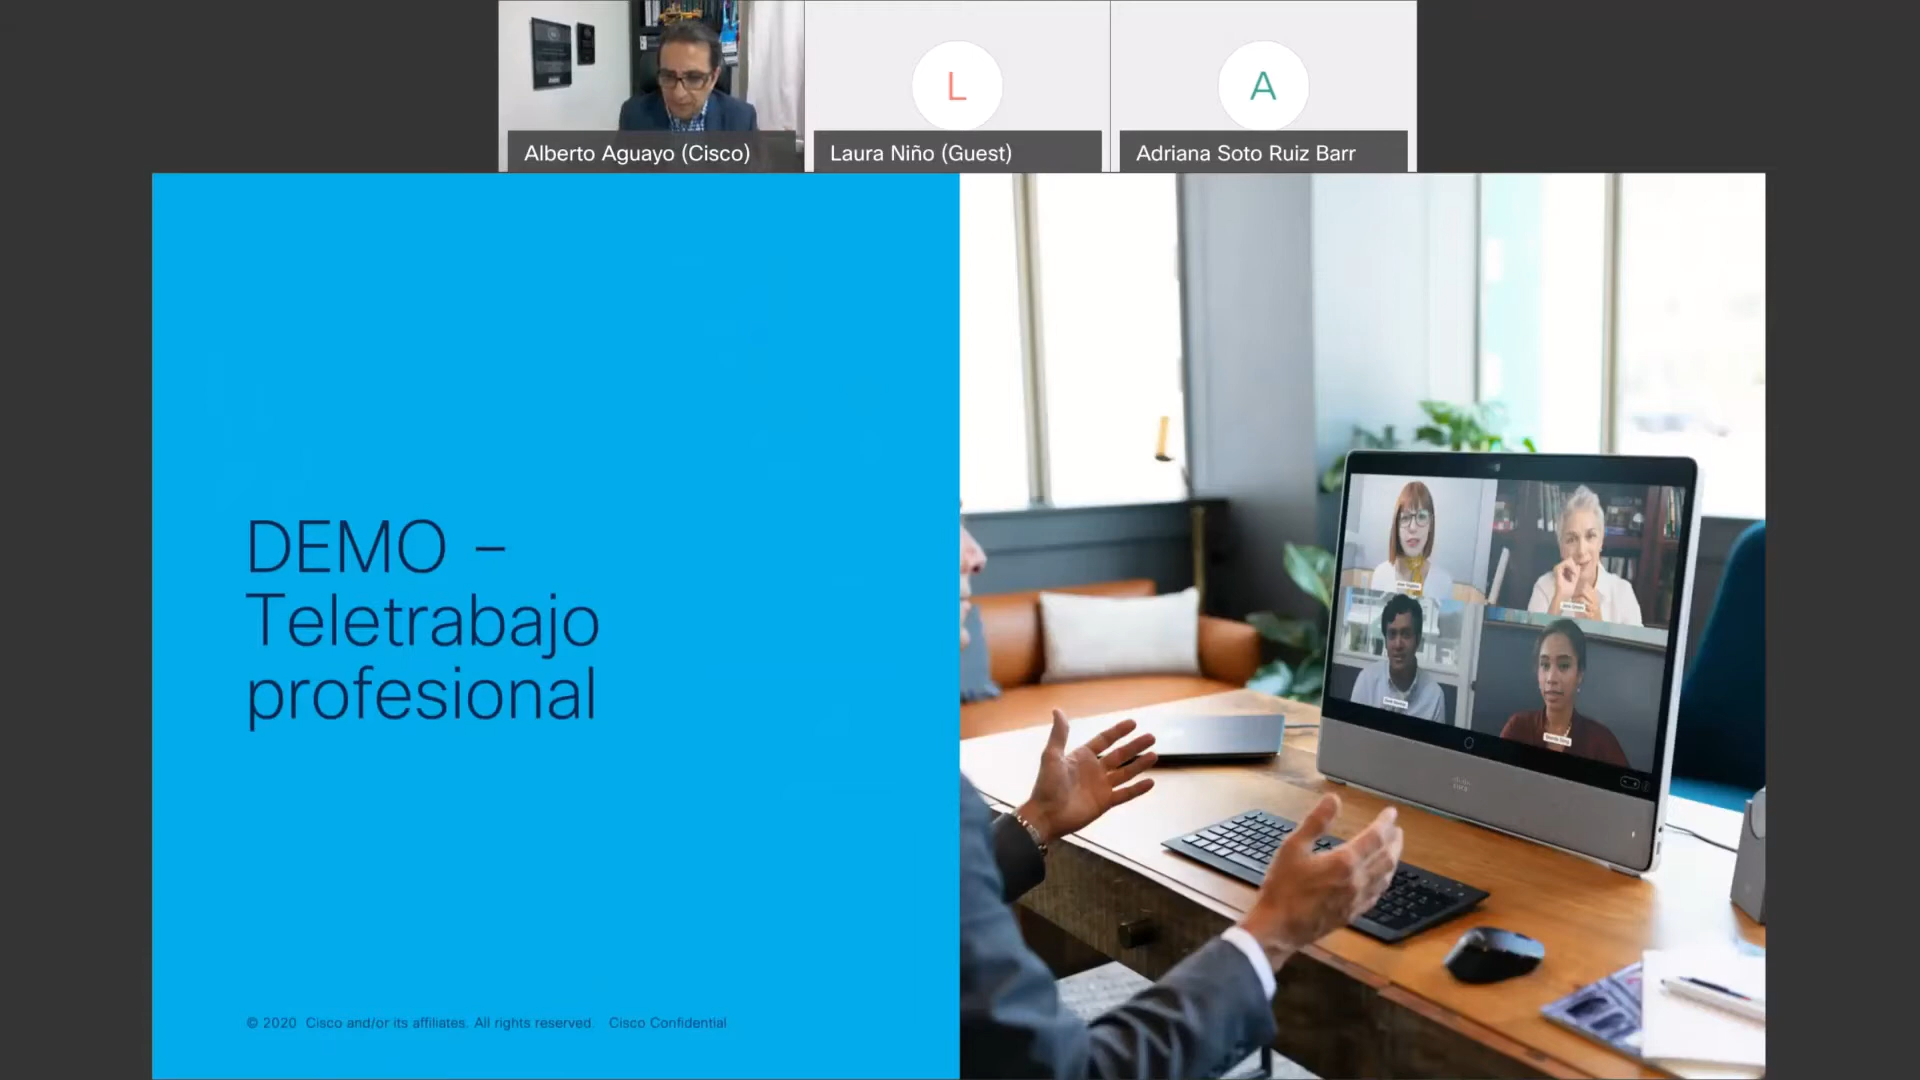 Alberto Aguayo (Cisco)
L
Laura Niño (Guest)
A
Adriana Soto Ruiz Barr
DEMO –
Teletrabajo
profesional
© 2020 Cisco and/or its affiliates. All rights reserved. Cisco Confidential